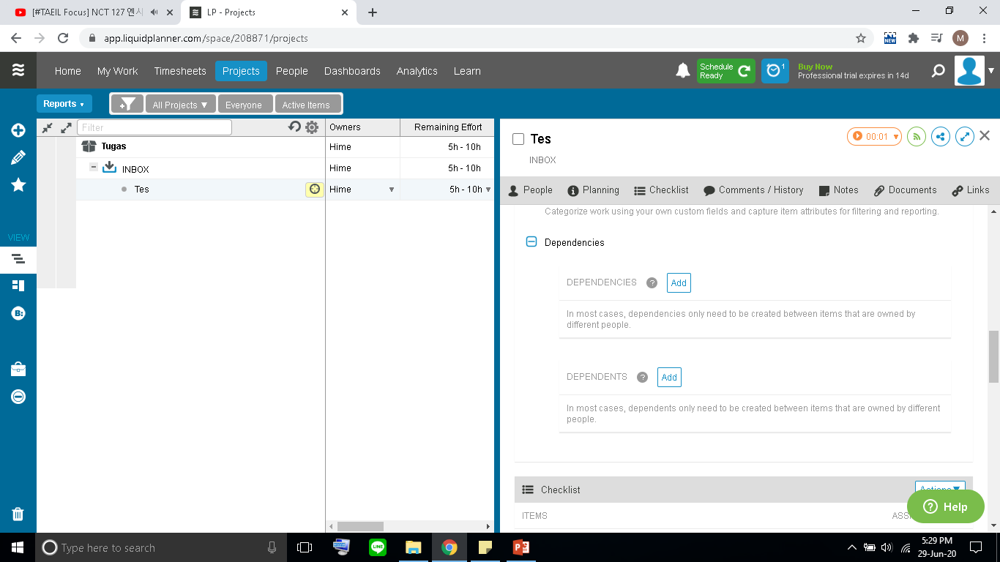 [#TAEIL Focus] NCT 127 엔시
LP - Projects
app.liquidplanner.com/space/208871/projects
NEW
M
Home
My Work
Timesheets
Projects
People
Dashboards
Analytics
Learn
Schedule
Ready
1
Buy Now
Professional trial expires in 14d
Reports
All Projects
Everyone
Active Items
Filter
Owners
Remaining Effort
Tugas
Hime
5h - 10h
INBOX
Hime
5h - 10h
Tes
Hime
5h - 10h
VIEW
B:
Tes
00:01
INBOX
People
Planning
Checklist
Comments / History
Notes
Documents
Links
Categorize work using your own custom fields and capture item attributes for filtering and reporting.
Dependencies
DEPENDENCIES
?
Add
In most cases, dependencies only need to be created between items that are owned by
different people.
DEPENDENTS
?
Add
In most cases, dependents only need to be created between items that are owned by different
people.
Checklist
Actions
ITEMS
? Help
Type here to search
LINE
5:29 PM
29-Jun-20